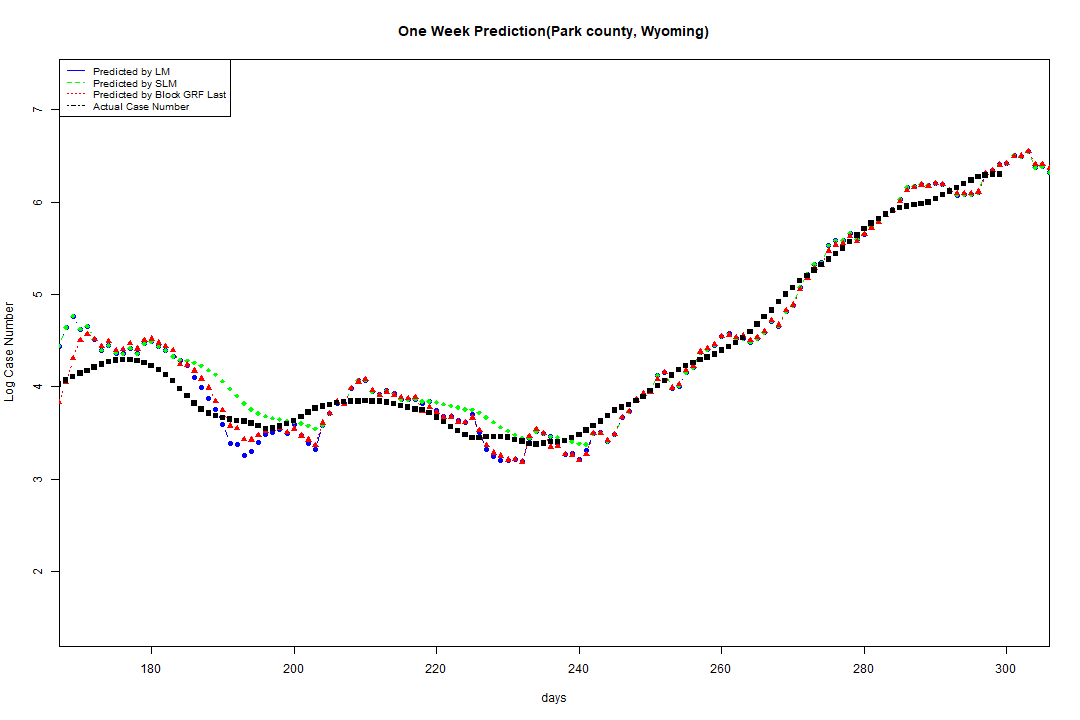 One Week Prediction(Park county, Wyoming)
Predicted by LM
Predicted by SLM
Predicted by Block GRF Last
Actual Case Number
7
6
5
4
3
2
Log Case Number
180 200 220 240 260 280 300
days